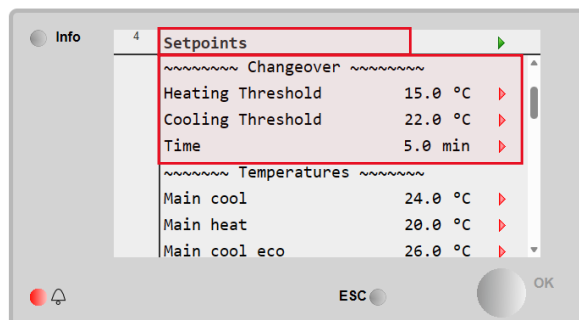 Info
4 Setpoints
~~~~~~~~ Changeover ~~~~~~~~
Heating Threshold 15.0 °C
Cooling Threshold 22.0 °C
Time 5.0 min
~~~~~~~ Temperatures ~~~~~~~
Main cool 24.0 °C
Main heat 20.0 °C
Main cool eco 26.0 °C
ESC
OK